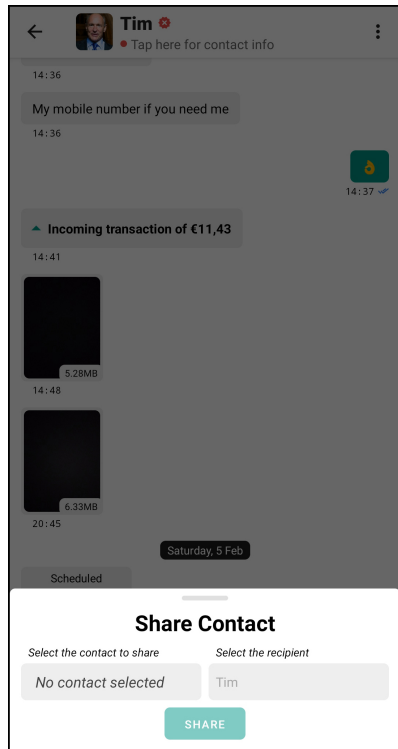 Tim
Tap here for contact info
14:36
My mobile number if you need me
14:36
14:37
Incoming transaction of €11,43
14:41
5.28MB
14:48
6.33MB
20:45
Saturday, 5 Feb
Scheduled
Share Contact
Select the contact to share Select the recipient
No contact selected Tim
SHARE